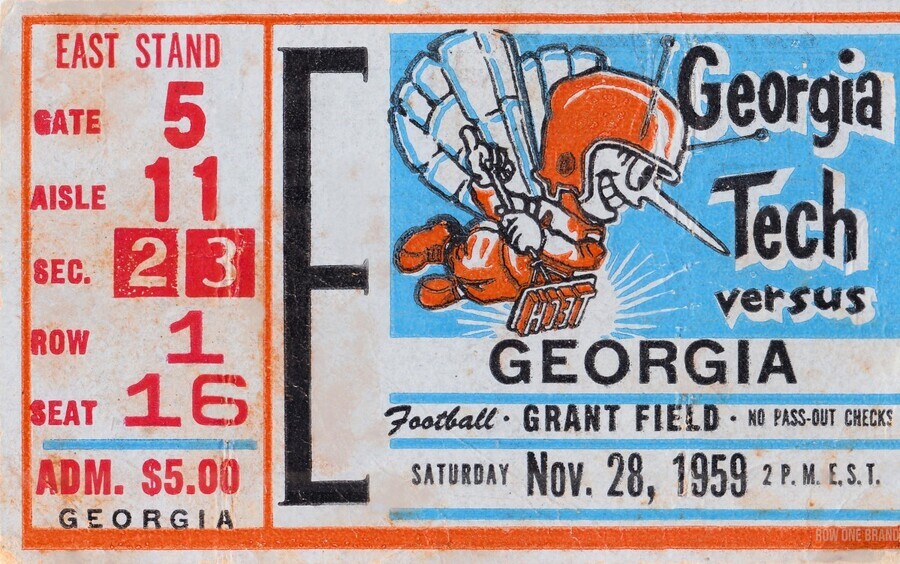 EAST STAND
GATE 5
AISLE 11
SEC. 23
ROW 1
SEAT 16
ADM. $5.00
GEORGIA
E
Georgia
Tech
versus
GEORGIA
Football · GRANT FIELD · NO PASS-OUT CHECKS
SATURDAY Nov. 28, 1959 2 P. M. E. S. T.
ROW ONE BRAND